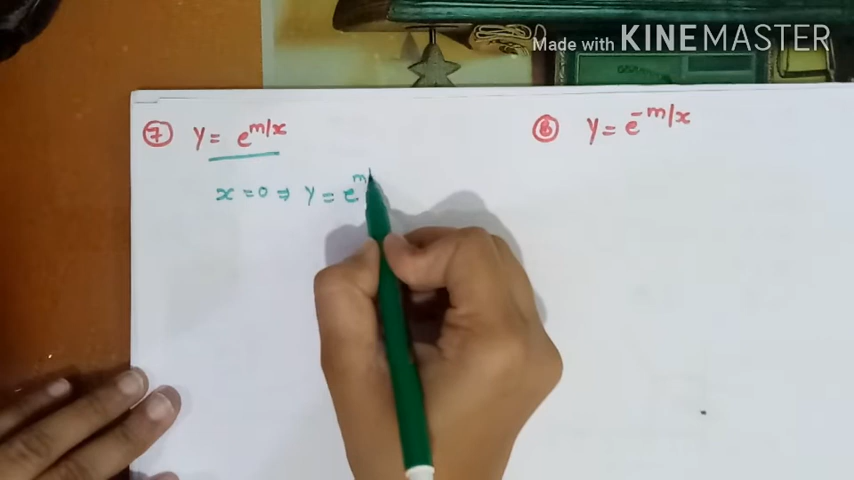 Made with KINEMASTER
⑦ y = e^m/x
⑧ y = e^-m/x
x = 0 ⇒ y = e^m